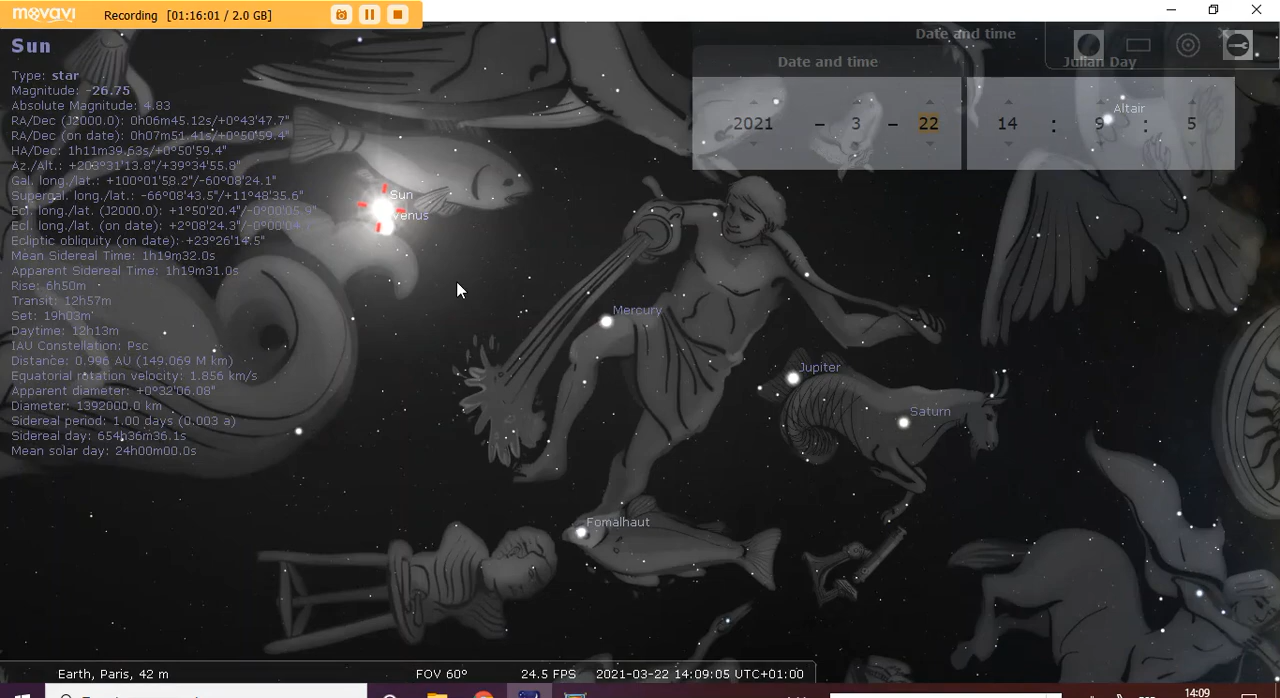 movavi Recording [01:16:01 / 2.0 GB]
Sun
Type: star
Magnitude: -26.75
Absolute Magnitude: 4.83
RA/Dec (J2000.0): 0h06m45.12s/+0°43'47.7"
RA/Dec (on date): 0h07m51.41s/+0°50'59.4"
HA/Dec: 1h11m39.63s/+0°50'59.4"
Az./Alt.: +203°31'13.8"/+39°34'55.8"
Gal. long./lat.: +100°01'58.2"/-60°08'24.1"
Supergal. long./lat.: -66°08'43.5"/+11°48'35.6"
Ecl. long./lat. (J2000.0): +1°50'20.4"/-0°00'05.9"
Ecl. long./lat. (on date): +2°08'24.3"/-0°00'04.
Ecliptic obliquity (on date): +23°26'14.5"
Mean Sidereal Time: 1h19m32.0s
Apparent Sidereal Time: 1h19m31.0s
Rise: 6h50m
Transit: 12h57m
Set: 19h03m
Daytime: 12h13m
IAU Constellation: Psc
Distance: 0.996 AU (149.069 M km)
Equatorial rotation velocity: 1.856 km/s
Apparent diameter: +0°32'06.08"
Diameter: 1392000.0 km
Sidereal period: 1.00 days (0.003 a)
Sidereal day: 654h36m36.1s
Mean solar day: 24h00m00.0s
Date and time
Date and time
Julian Day
2021 - 3 - 22
14 : 9 : 5
Altair
Sun
Venus
Mercury
Jupiter
Saturn
Fomalhaut
Earth, Paris, 42 m
FOV 60°
24.5 FPS
2021-03-22 14:09:05 UTC+01:00
14:09